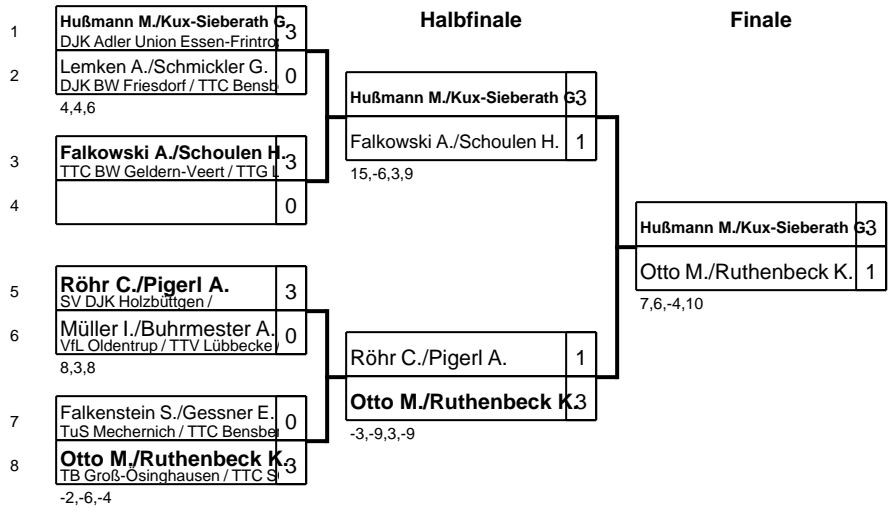 Halbfinale
Finale
1 Hußmann M./Kux-Sieberath G. 3
DJK Adler Union Essen-Frintro
2 Lemken A./Schmickler G. 0
DJK BW Friesdorf / TTC Bensb
4,4,6
3 Falkowski A./Schoulen H. 3
TTC BW Geldern-Veert / TTG L
4 0
5 Röhr C./Pigerl A. 3
SV DJK Holzbüttgen /
6 Müller I./Buhrmester A. 0
VfL Oldentrup / TTV Lübbecke
8,3,8
7 Falkenstein S./Gessner E. 0
TuS Mechernich / TTC Bensbe
8 Otto M./Ruthenbeck K. 3
TB Groß-Ösinghausen / TTC S
-2,-6,-4
Hußmann M./Kux-Sieberath G. 3
Falkowski A./Schoulen H. 1
15,-6,3,9
Röhr C./Pigerl A. 1
Otto M./Ruthenbeck K. 3
-3,-9,3,-9
Hußmann M./Kux-Sieberath G 3
Otto M./Ruthenbeck K. 1
7,6,-4,10